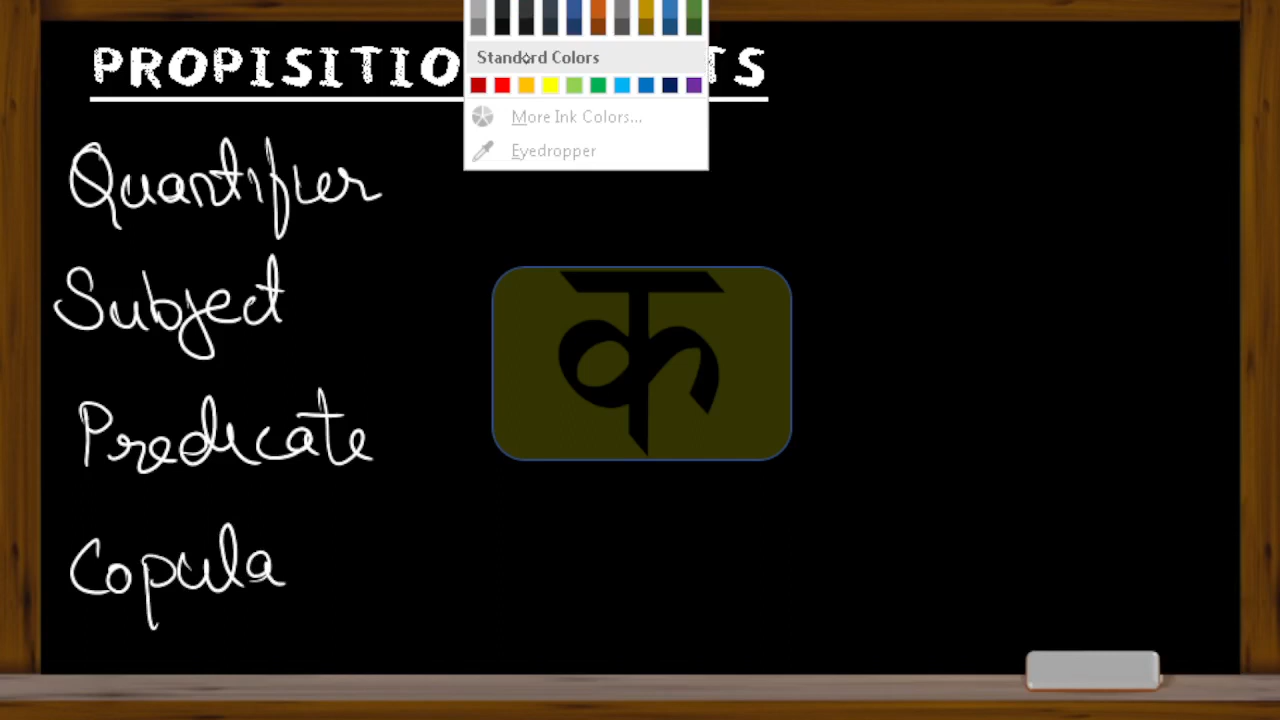 PROPISITIO TS
Standard Colors
More Ink Colors...
Eyedropper
Quantifier
Subject
क
Predicate
Copula